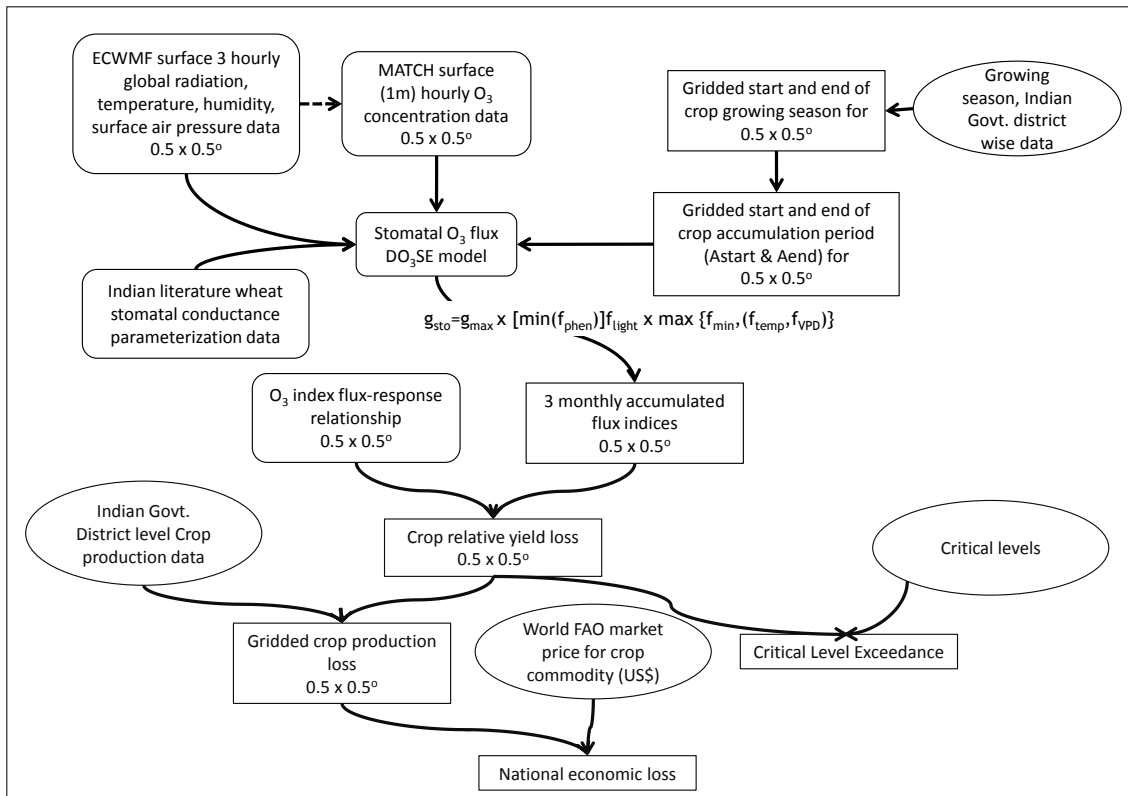 ECWMF surface 3 hourly
global radiation,
temperature, humidity,
surface air pressure data
0.5 x 0.5°
MATCH surface
(1m) hourly O₃
concentration data
0.5 x 0.5°
Gridded start and end of
crop growing season for
0.5 x 0.5°
Growing
season, Indian
Govt. district
wise data
Stomatal O₃ flux
DO₃SE model
Gridded start and end of
crop accumulation period
(Astart & Aend) for
0.5 x 0.5°
Indian literature wheat
stomatal conductance
parameterization data
gsto=gmax x [min(fphen)]flight x max {fmin,(ftemp,fVPD)}
O₃ index flux-response
relationship
0.5 x 0.5°
3 monthly accumulated
flux indices
0.5 x 0.5°
Indian Govt.
District level Crop
production data
Crop relative yield loss
0.5 x 0.5°
Critical levels
Gridded crop production
loss
0.5 x 0.5°
World FAO market
price for crop
commodity (US$)
Critical Level Exceedance
National economic loss